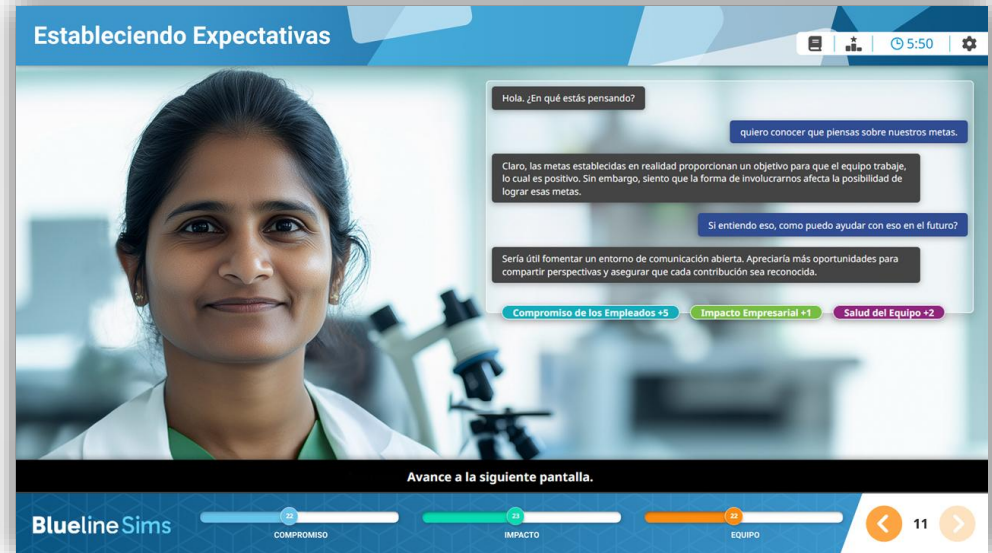 Estableciendo Expectativas
5:50
Hola. ¿En qué estás pensando?
quiero conocer que piensas sobre nuestros metas.
Claro, las metas establecidas en realidad proporcionan un objetivo para que el equipo trabaje,
lo cual es positivo. Sin embargo, siento que la forma de involucrarnos afecta la posibilidad de
lograr esas metas.
Si entiendo eso, como puedo ayudar con eso en el futuro?
Sería útil fomentar un entorno de comunicación abierta. Apreciaría más oportunidades para
compartir perspectivas y asegurar que cada contribución sea reconocida.
Compromiso de los Empleados +5 Impacto Empresarial +1 Salud del Equipo +2
Avance a la siguiente pantalla.
Blueline Sims
22 23 22
COMPROMISO IMPACTO EQUIPO
11